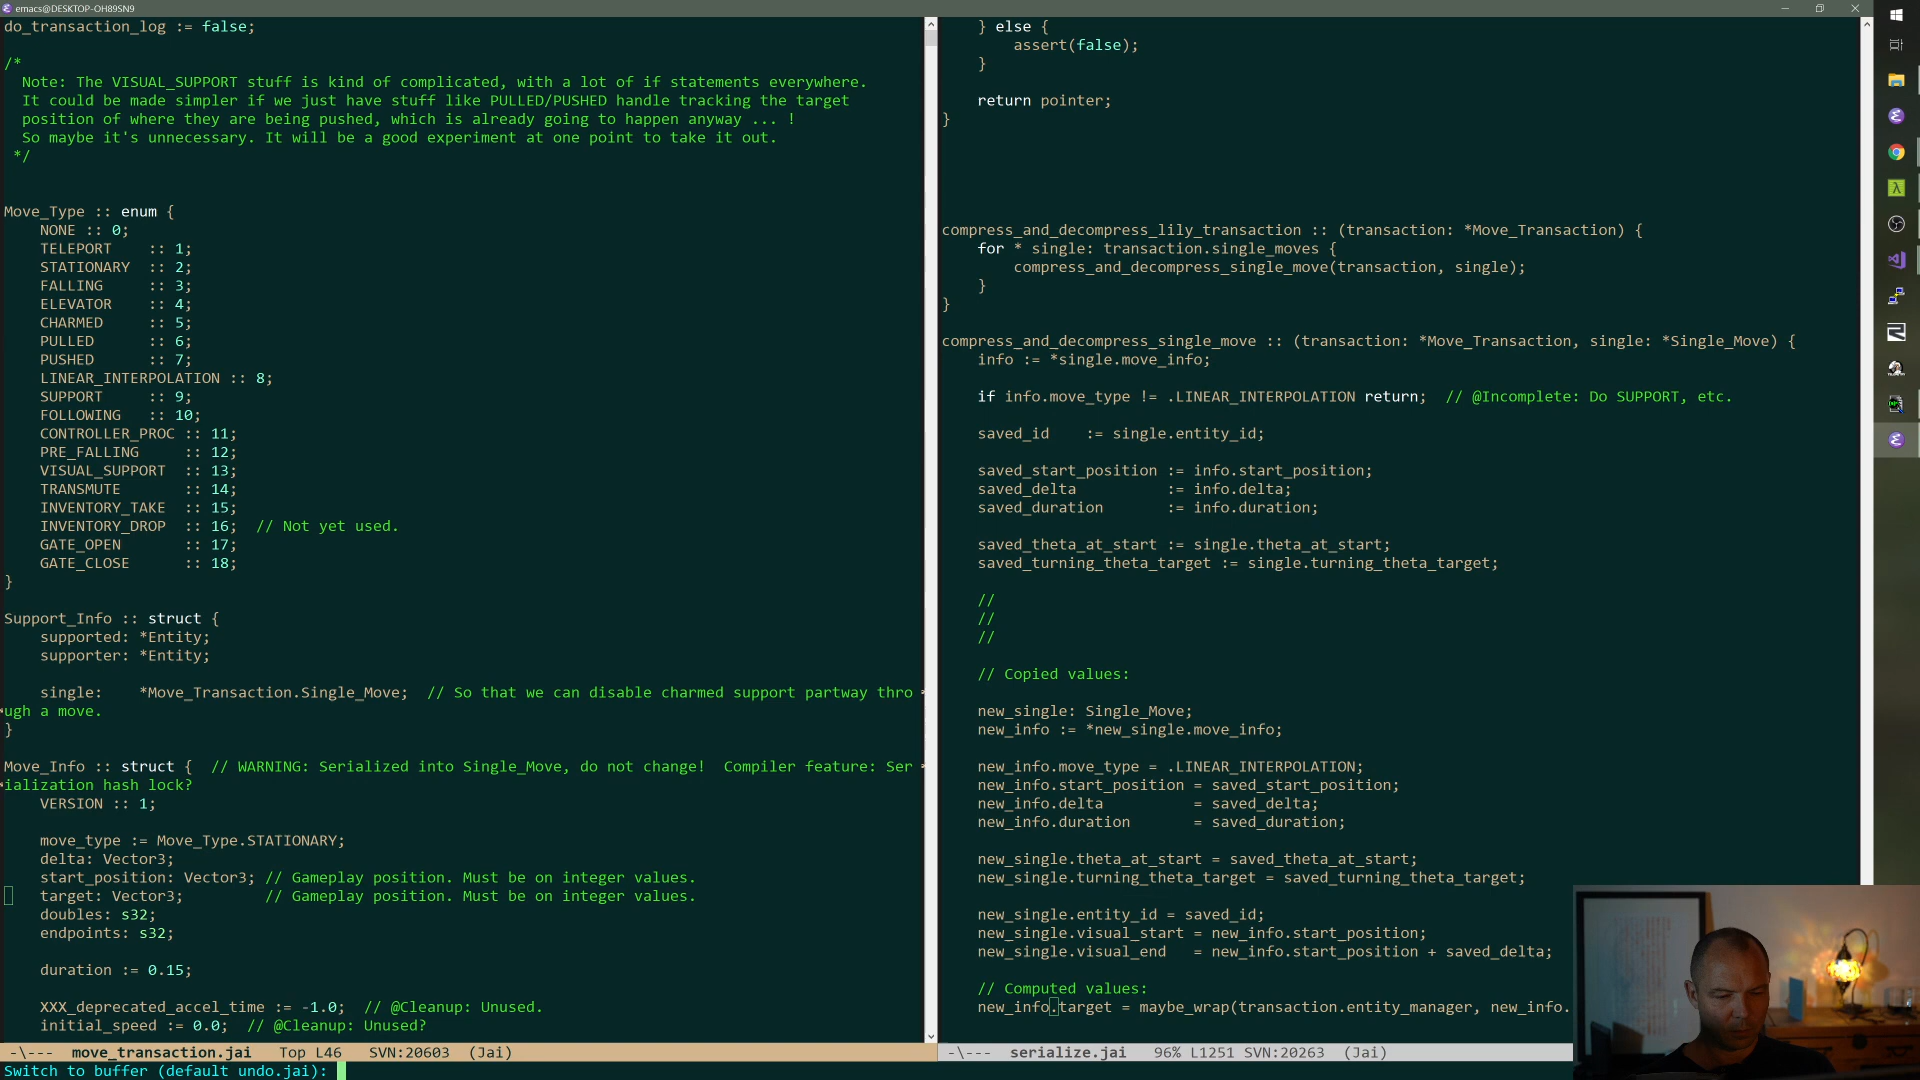 emacs@DESKTOP-OH89SN9
do_transaction_log := false;
/*
Note: The VISUAL_SUPPORT stuff is kind of complicated, with a lot of if statements everywhere.
It could be made simpler if we just have stuff like PULLED/PUSHED handle tracking the target
position of where they are being pushed, which is already going to happen anyway ... !
So maybe it's unnecessary. It will be a good experiment at one point to take it out.
*/
Move_Type :: enum {
NONE :: 0;
TELEPORT :: 1;
STATIONARY :: 2;
FALLING :: 3;
ELEVATOR :: 4;
CHARMED :: 5;
PULLED :: 6;
PUSHED :: 7;
LINEAR_INTERPOLATION :: 8;
SUPPORT :: 9;
FOLLOWING :: 10;
CONTROLLER_PROC :: 11;
PRE_FALLING :: 12;
VISUAL_SUPPORT :: 13;
TRANSMUTE :: 14;
INVENTORY_TAKE :: 15;
INVENTORY_DROP :: 16; // Not yet used.
GATE_OPEN :: 17;
GATE_CLOSE :: 18;
}
Support_Info :: struct {
supported: *Entity;
supporter: *Entity;
single: *Move_Transaction.Single_Move; // So that we can disable charmed support partway thro
ugh a move.
}
Move_Info :: struct { // WARNING: Serialized into Single_Move, do not change! Compiler feature: Ser
ialization hash lock?
VERSION :: 1;
move_type := Move_Type.STATIONARY;
delta: Vector3;
start_position: Vector3; // Gameplay position. Must be on integer values.
target: Vector3; // Gameplay position. Must be on integer values.
doubles: s32;
endpoints: s32;
duration := 0.15;
XXX_deprecated_accel_time := -1.0; // @Cleanup: Unused.
initial_speed := 0.0; // @Cleanup: Unused?
-\--- move_transaction.jai Top L46 SVN:20603 (Jai)
Switch to buffer (default undo.jai):
} else {
assert(false);
}
return pointer;
}
compress_and_decompress_lily_transaction :: (transaction: *Move_Transaction) {
for * single: transaction.single_moves {
compress_and_decompress_single_move(transaction, single);
}
}
compress_and_decompress_single_move :: (transaction: *Move_Transaction, single: *Single_Move) {
info := *single.move_info;
if info.move_type != .LINEAR_INTERPOLATION return; // @Incomplete: Do SUPPORT, etc.
saved_id := single.entity_id;
saved_start_position := info.start_position;
saved_delta := info.delta;
saved_duration := info.duration;
saved_theta_at_start := single.theta_at_start;
saved_turning_theta_target := single.turning_theta_target;
//
//
//
// Copied values:
new_single: Single_Move;
new_info := *new_single.move_info;
new_info.move_type = .LINEAR_INTERPOLATION;
new_info.start_position = saved_start_position;
new_info.delta = saved_delta;
new_info.duration = saved_duration;
new_single.theta_at_start = saved_theta_at_start;
new_single.turning_theta_target = saved_turning_theta_target;
new_single.entity_id = saved_id;
new_single.visual_start = new_info.start_position;
new_single.visual_end = new_info.start_position + saved_delta;
// Computed values:
new_info.target = maybe_wrap(transaction.entity_manager, new_info.
-\--- serialize.jai 96% L1251 SVN:20263 (Jai)